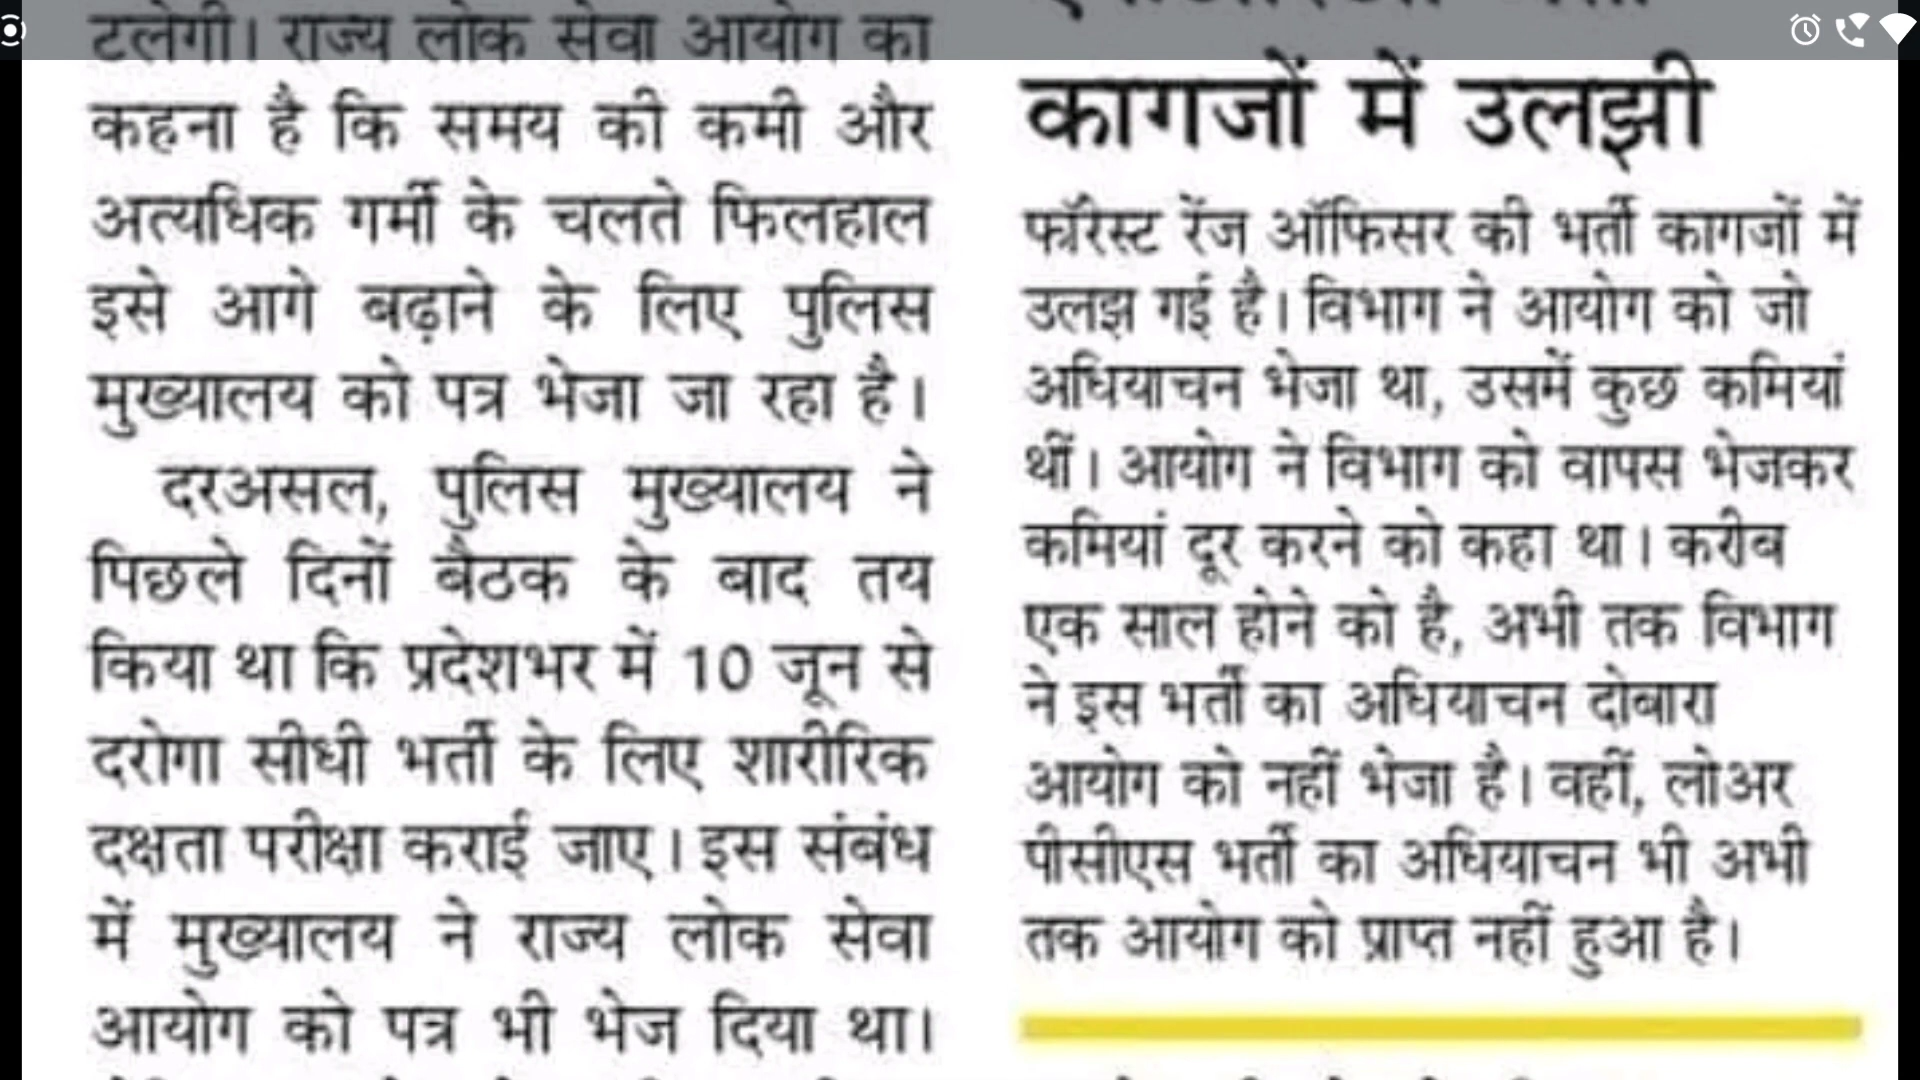 टलेगी। राज्य लोक सेवा आयोग का
कहना है कि समय की कमी और
अत्यधिक गर्मी के चलते फिलहाल
इसे आगे बढ़ाने के लिए पुलिस
मुख्यालय को पत्र भेजा जा रहा है।
दरअसल, पुलिस मुख्यालय ने
पिछले दिनों बैठक के बाद तय
किया था कि प्रदेशभर में 10 जून से
दरोगा सीधी भर्ती के लिए शारीरिक
दक्षता परीक्षा कराई जाए। इस संबंध
में मुख्यालय ने राज्य लोक सेवा
आयोग को पत्र भी भेज दिया था।
कागजों में उलझी
फॉरेस्ट रेंज ऑफिसर की भर्ती कागजों में
उलझ गई है। विभाग ने आयोग को जो
अधियाचन भेजा था, उसमें कुछ कमियां
थीं। आयोग ने विभाग को वापस भेजकर
कमियां दूर करने को कहा था। करीब
एक साल होने को है, अभी तक विभाग
ने इस भर्ती का अधियाचन दोबारा
आयोग को नहीं भेजा है। वहीं, लोअर
पीसीएस भर्ती का अधियाचन भी अभी
तक आयोग को प्राप्त नहीं हुआ है।